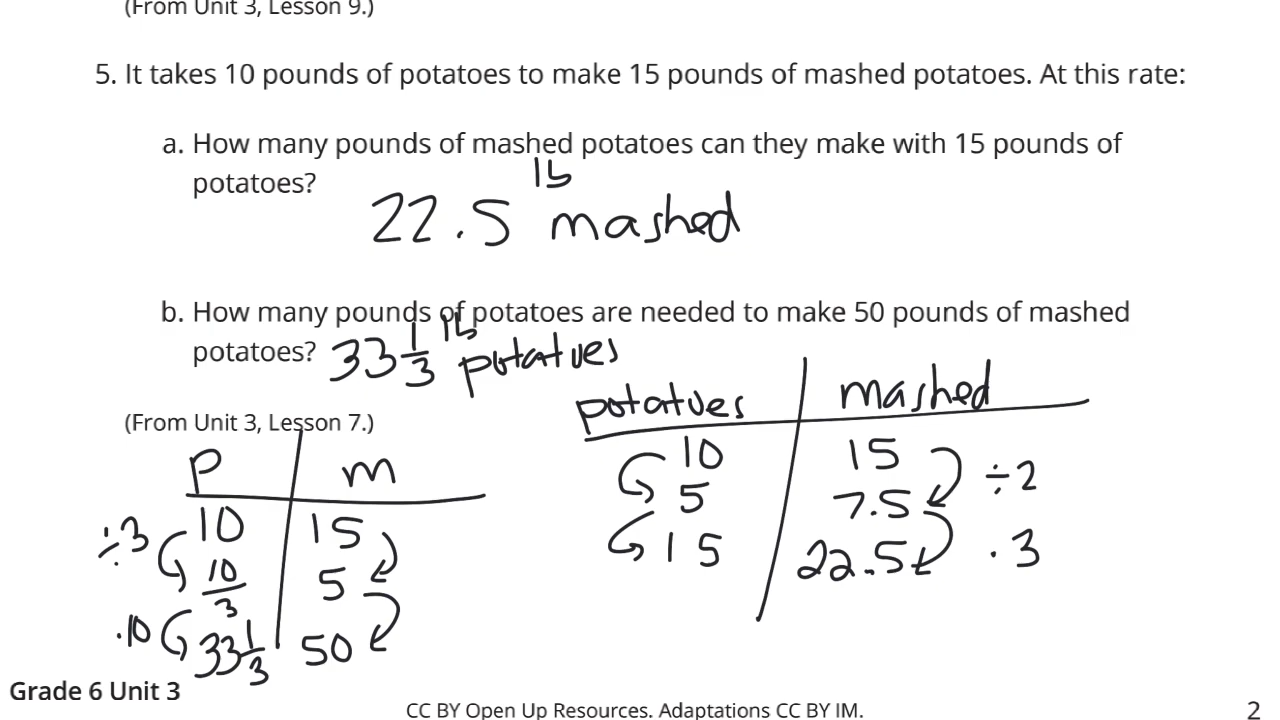 (From Unit 3, Lesson 9.)
5. It takes 10 pounds of potatoes to make 15 pounds of mashed potatoes. At this rate:
a. How many pounds of mashed potatoes can they make with 15 pounds of
potatoes?
lb
22.5 mashed
b. How many pounds of potatoes are needed to make 50 pounds of mashed
potatoes? 33 1/3 lb potatoes
(From Unit 3, Lesson 7.)
potatoes mashed
10 15 ÷2
5 7.5
15 22.5 · 3
P m
÷3 10 15
10/3 5
·10 33 1/3 50
Grade 6 Unit 3
CC BY Open Up Resources. Adaptations CC BY IM.
2